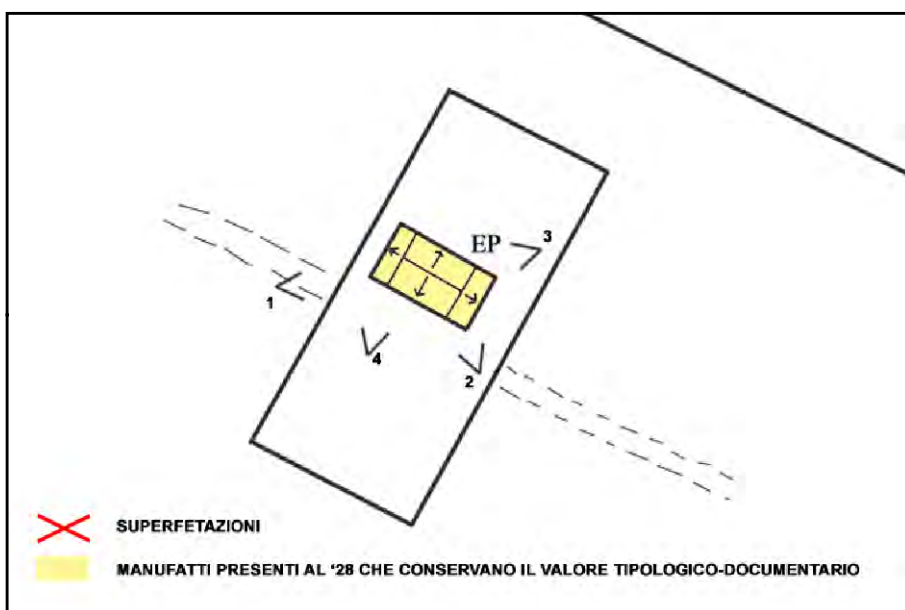 EP
3
1
4
2
SUPERFETAZIONI
MANUFATTI PRESENTI AL '28 CHE CONSERVANO IL VALORE TIPOLOGICO-DOCUMENTARIO